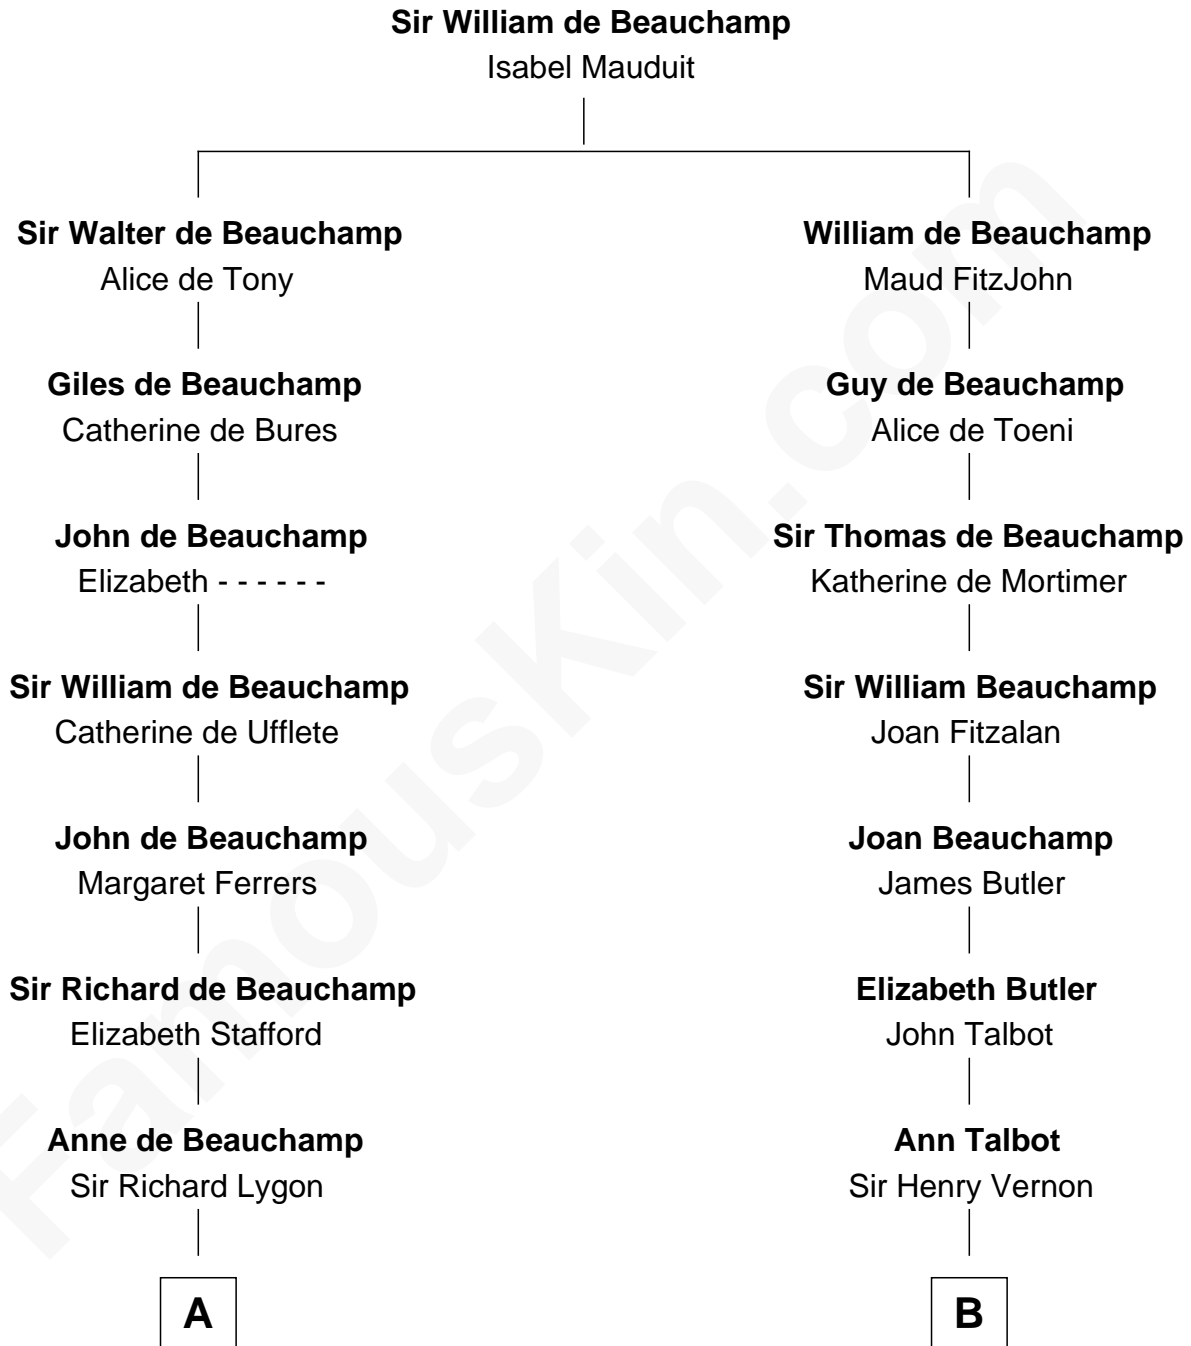 Sir William de Beauchamp
Isabel Mauduit
Sir Walter de Beauchamp
Alice de Tony
William de Beauchamp
Maud FitzJohn
Giles de Beauchamp
Catherine de Bures
Guy de Beauchamp
Alice de Toeni
John de Beauchamp
Elizabeth - - - - - -
Sir Thomas de Beauchamp
Katherine de Mortimer
Sir William de Beauchamp
Catherine de Ufflete
Sir William Beauchamp
Joan Fitzalan
John de Beauchamp
Margaret Ferrers
Joan Beauchamp
James Butler
Sir Richard de Beauchamp
Elizabeth Stafford
Elizabeth Butler
John Talbot
Anne de Beauchamp
Sir Richard Lygon
Ann Talbot
Sir Henry Vernon
A
B
FamousKin.com